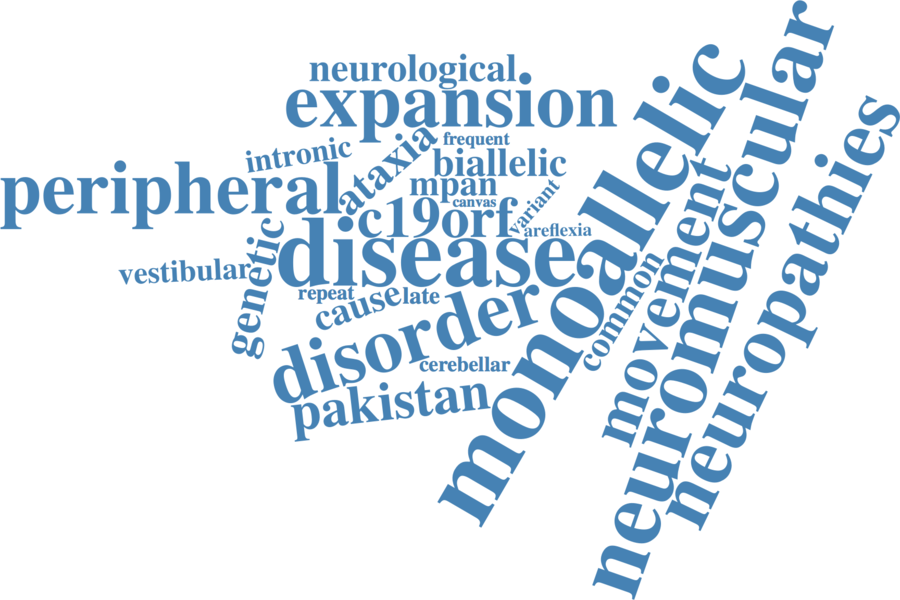 neurological
expansion
frequent
intronic
ataxia
biallelic
peripheral
mpan
canvas
variant
c19orf
areflexia
disease
vestibular
genetic
repeat
cause
late
disorder
cerebellar
pakistan
monoallelic
common
movement
neuromuscular
neuropathies